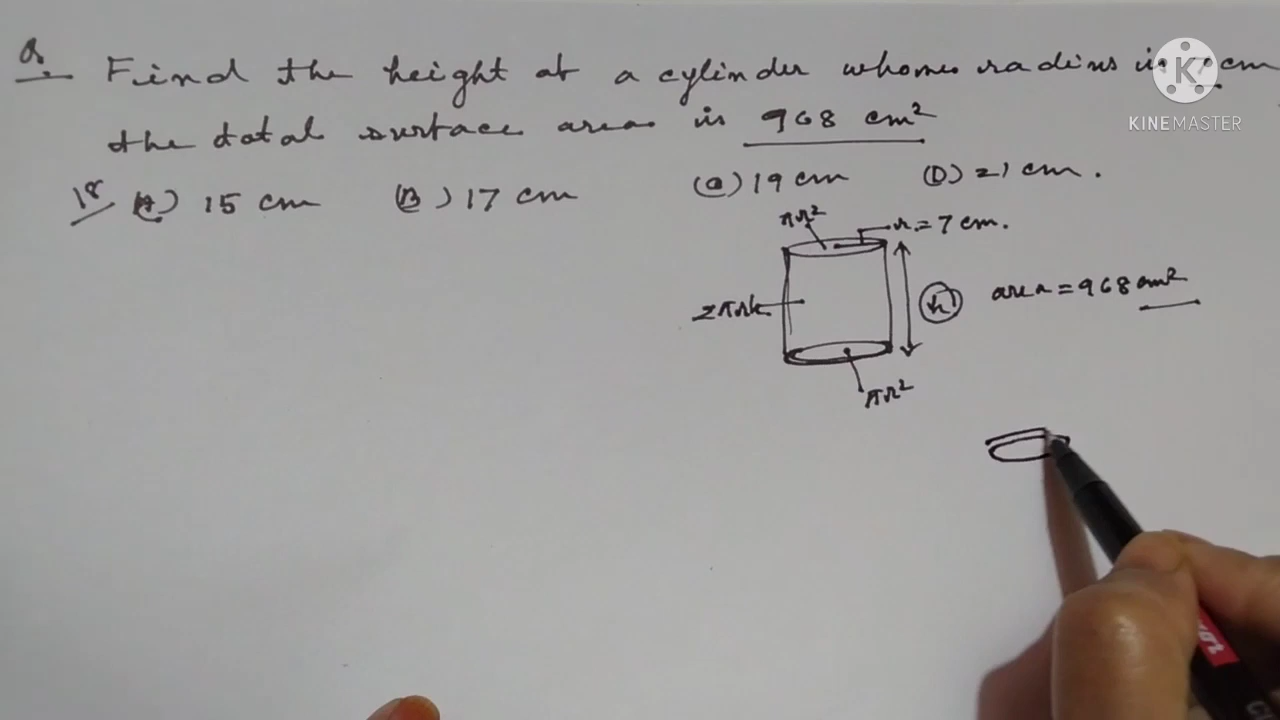 Q.
Find the height of a cylinder whose radius is 7 cm
the total surface area is 968 cm²
(A) 15 cm (B) 17 cm (C) 19 cm (D) 21 cm.
πr²
r = 7 cm.
2πrh
h
area = 968 cm²
πr²
K
KINEMASTER